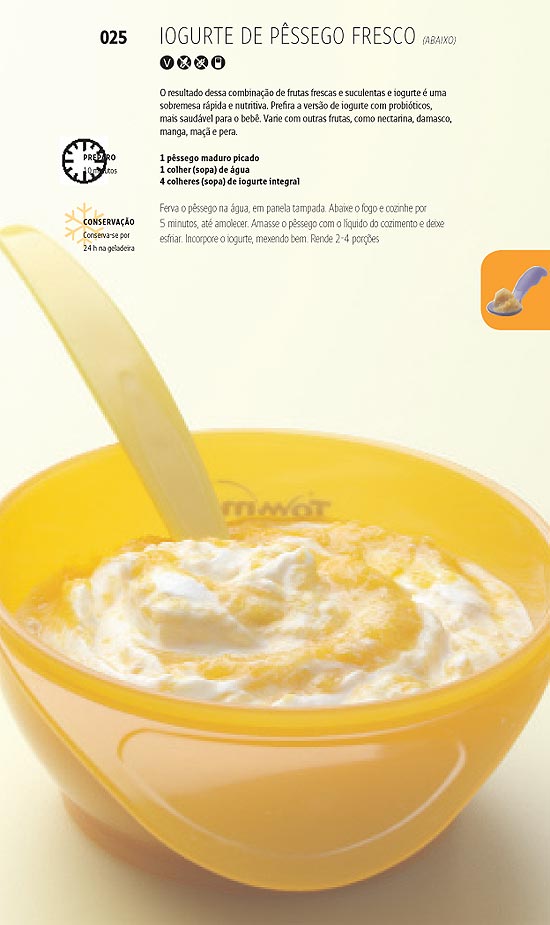 025 IOGURTE DE PÊSSEGO FRESCO (ABAIXO)
V
O resultado dessa combinação de frutas frescas e suculentas e iogurte é uma
sobremesa rápida e nutritiva. Prefira a versão de iogurte com probióticos,
mais saudável para o bebê. Varie com outras frutas, como nectarina, damasco,
manga, maçã e pera.
PREPARO
10 minutos
1 pêssego maduro picado
1 colher (sopa) de água
4 colheres (sopa) de iogurte integral
CONSERVAÇÃO
Conserva-se por
24 h na geladeira
Ferva o pêssego na água, em panela tampada. Abaixe o fogo e cozinhe por
5 minutos, até amolecer. Amasse o pêssego com o líquido do cozimento e deixe
esfriar. Incorpore o iogurte, mexendo bem. Rende 2-4 porções